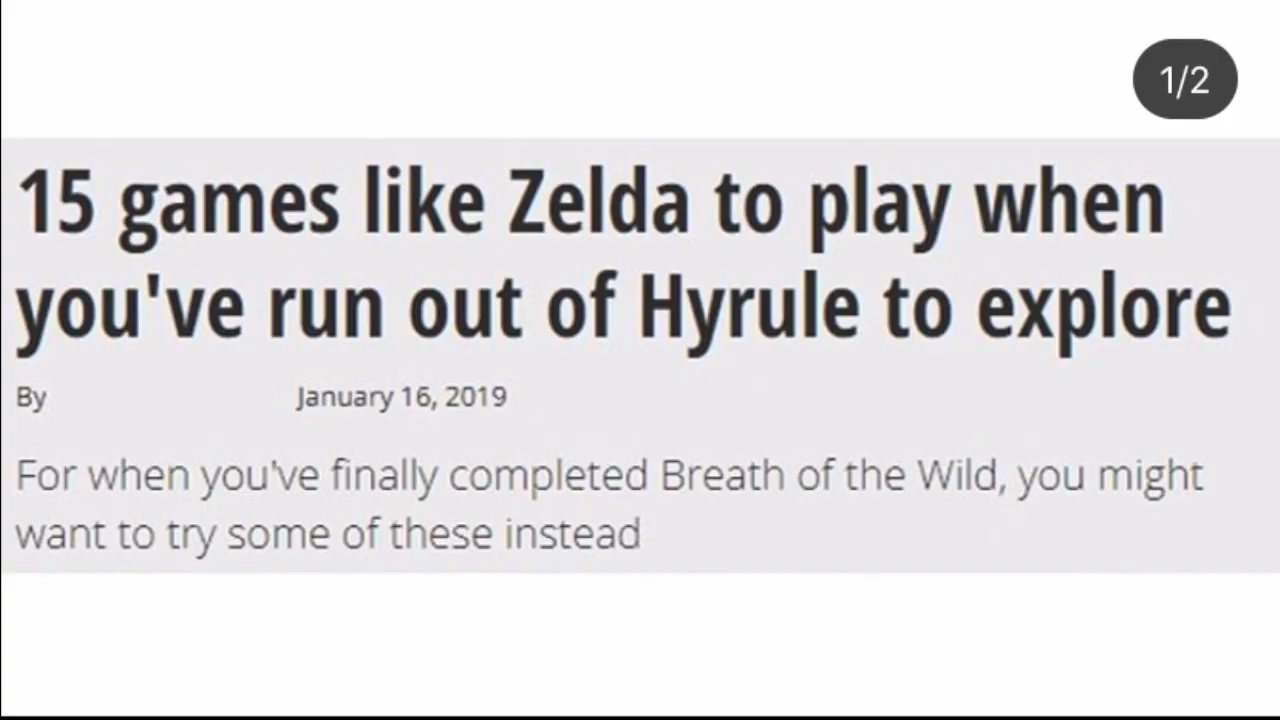 1/2
15 games like Zelda to play when
you've run out of Hyrule to explore
By January 16, 2019
For when you've finally completed Breath of the Wild, you might
want to try some of these instead